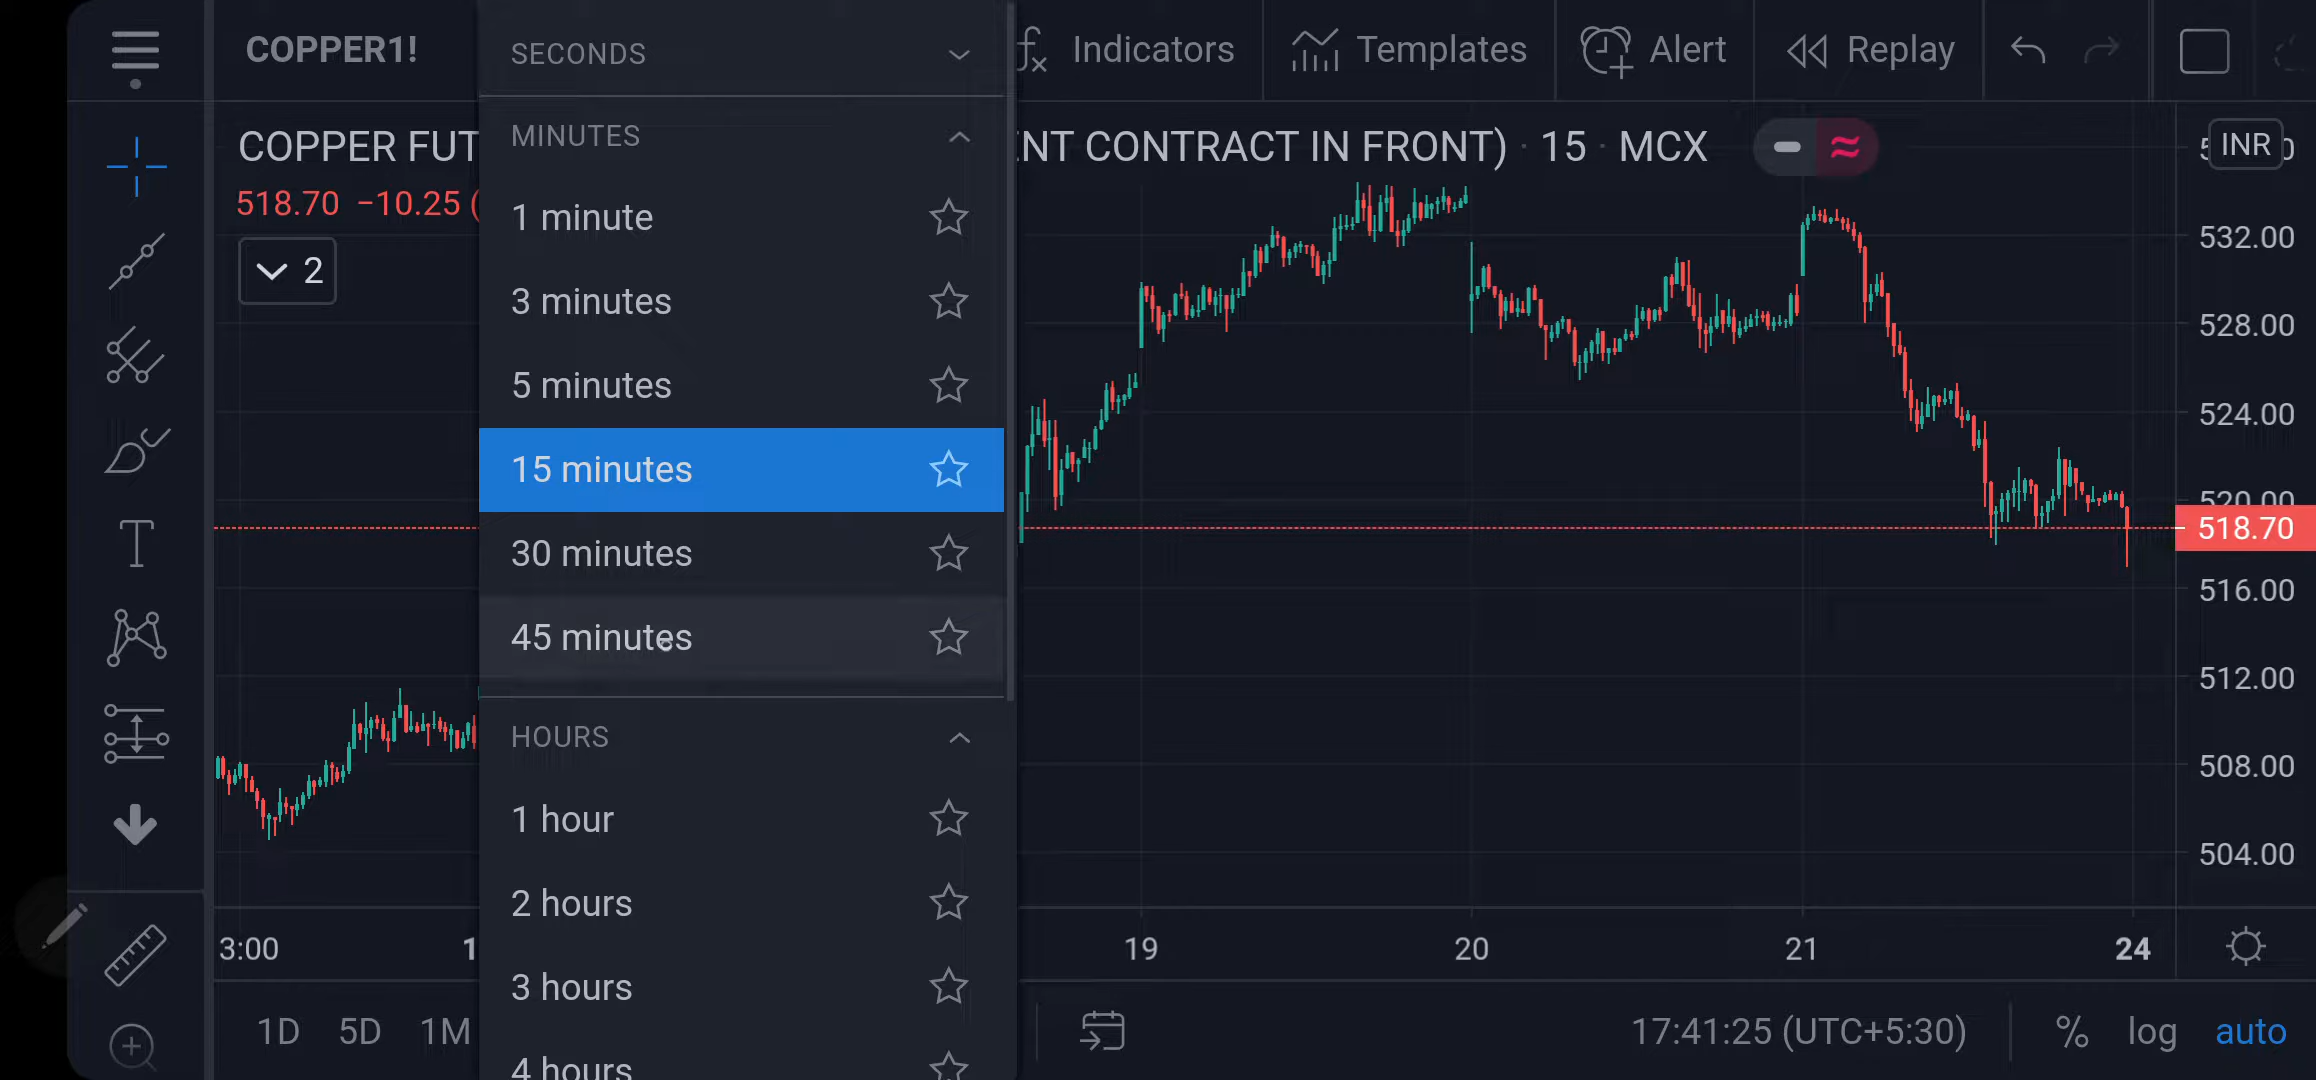 COPPER1!
SECONDS
Indicators
Templates
Alert
Replay
COPPER FUT
NT CONTRACT IN FRONT) · 15 · MCX
INR
518.70 −10.25 (
2
MINUTES
1 minute
3 minutes
5 minutes
15 minutes
30 minutes
45 minutes
HOURS
1 hour
2 hours
3 hours
4 hours
532.00
528.00
524.00
520.00
518.70
516.00
512.00
508.00
504.00
3:00
1
19
20
21
24
1D 5D 1M
17:41:25 (UTC+5:30)
% log auto